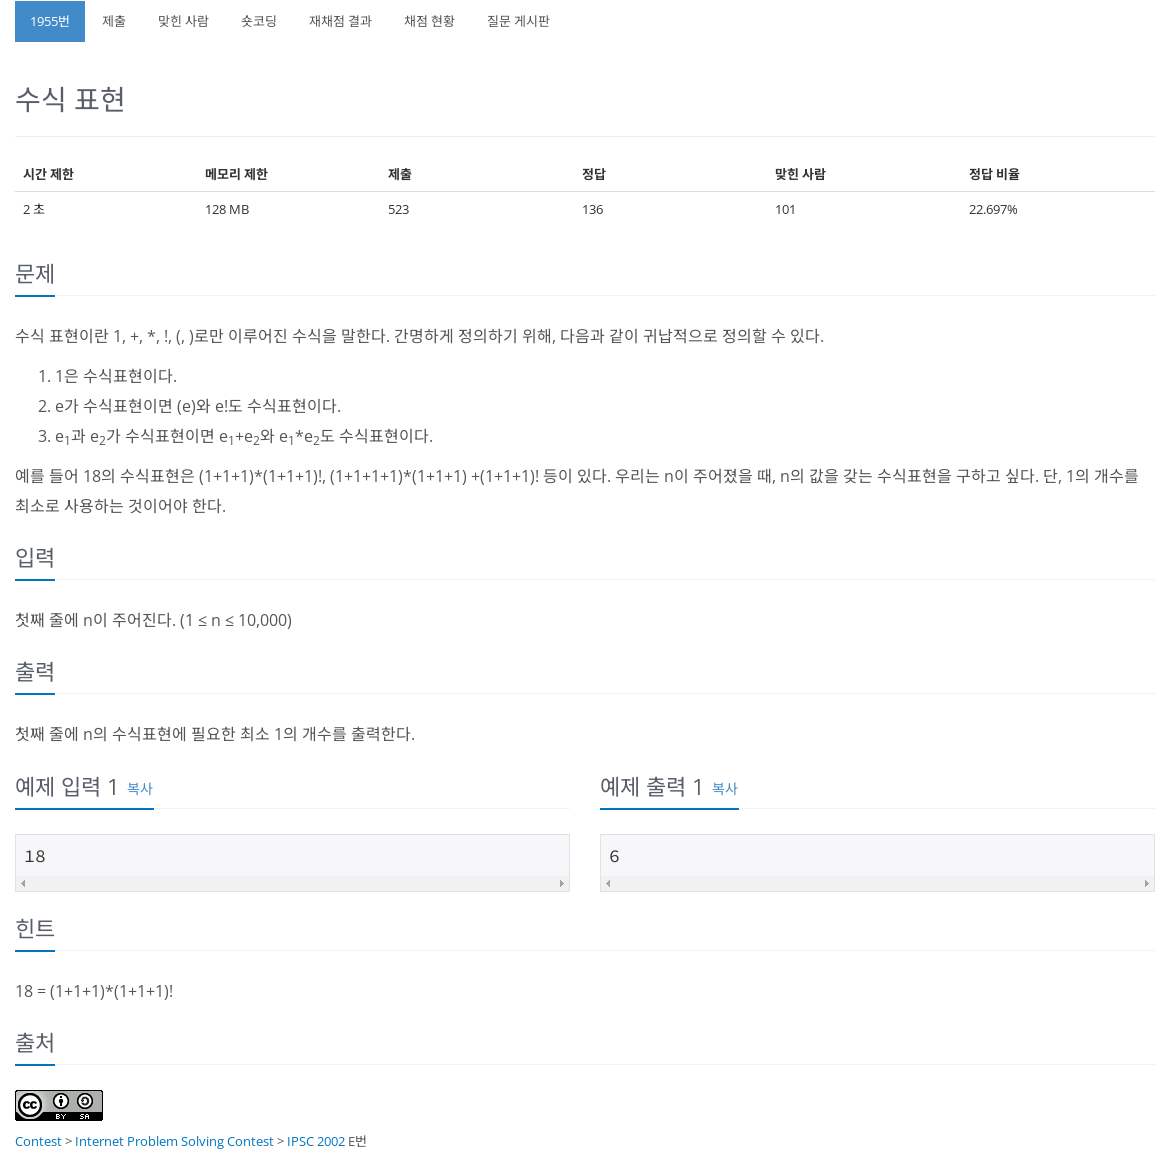 1955번 제출 맞힌 사람 숏코딩 재채점 결과 채점 현황 질문 게시판
수식 표현
시간 제한 메모리 제한 제출 정답 맞힌 사람 정답 비율
2 초 128 MB 523 136 101 22.697%
문제
수식 표현이란 1, +, *, !, (, )로만 이루어진 수식을 말한다. 간명하게 정의하기 위해, 다음과 같이 귀납적으로 정의할 수 있다.
1. 1은 수식표현이다.
2. e가 수식표현이면 (e)와 e!도 수식표현이다.
3. e1과 e2가 수식표현이면 e1+e2와 e1*e2도 수식표현이다.
예를 들어 18의 수식표현은 (1+1+1)*(1+1+1)!, (1+1+1+1)*(1+1+1) +(1+1+1)! 등이 있다. 우리는 n이 주어졌을 때, n의 값을 갖는 수식표현을 구하고 싶다. 단, 1의 개수를
최소로 사용하는 것이어야 한다.
입력
첫째 줄에 n이 주어진다. (1 ≤ n ≤ 10,000)
출력
첫째 줄에 n의 수식표현에 필요한 최소 1의 개수를 출력한다.
예제 입력 1 복사 예제 출력 1 복사
18 6
힌트
18 = (1+1+1)*(1+1+1)!
출처
cc BY SA
Contest > Internet Problem Solving Contest > IPSC 2002 E번